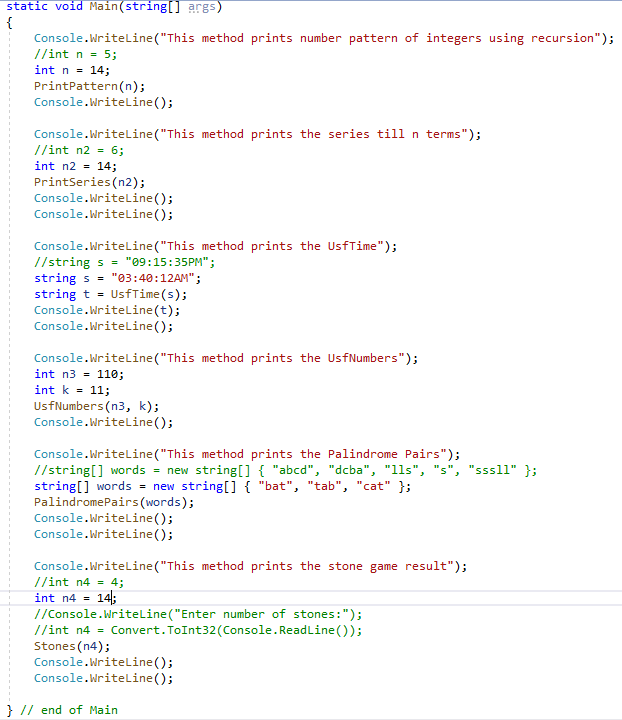 static void Main(string[] args)
{
Console.WriteLine("This method prints number pattern of integers using recursion");
//int n = 5;
int n = 14;
PrintPattern(n);
Console.WriteLine();
Console.WriteLine("This method prints the series till n terms");
//int n2 = 6;
int n2 = 14;
PrintSeries(n2);
Console.WriteLine();
Console.WriteLine();
Console.WriteLine("This method prints the UsfTime");
//string s = "09:15:35PM";
string s = "03:40:12AM";
string t = UsfTime(s);
Console.WriteLine(t);
Console.WriteLine();
Console.WriteLine("This method prints the UsfNumbers");
int n3 = 110;
int k = 11;
UsfNumbers(n3, k);
Console.WriteLine();
Console.WriteLine("This method prints the Palindrome Pairs");
//string[] words = new string[] { "abcd", "dcba", "lls", "s", "sssll" };
string[] words = new string[] { "bat", "tab", "cat" };
PalindromePairs(words);
Console.WriteLine();
Console.WriteLine();
Console.WriteLine("This method prints the stone game result");
//int n4 = 4;
int n4 = 14;
//Console.WriteLine("Enter number of stones:");
//int n4 = Convert.ToInt32(Console.ReadLine());
Stones(n4);
Console.WriteLine();
Console.WriteLine();
} // end of Main